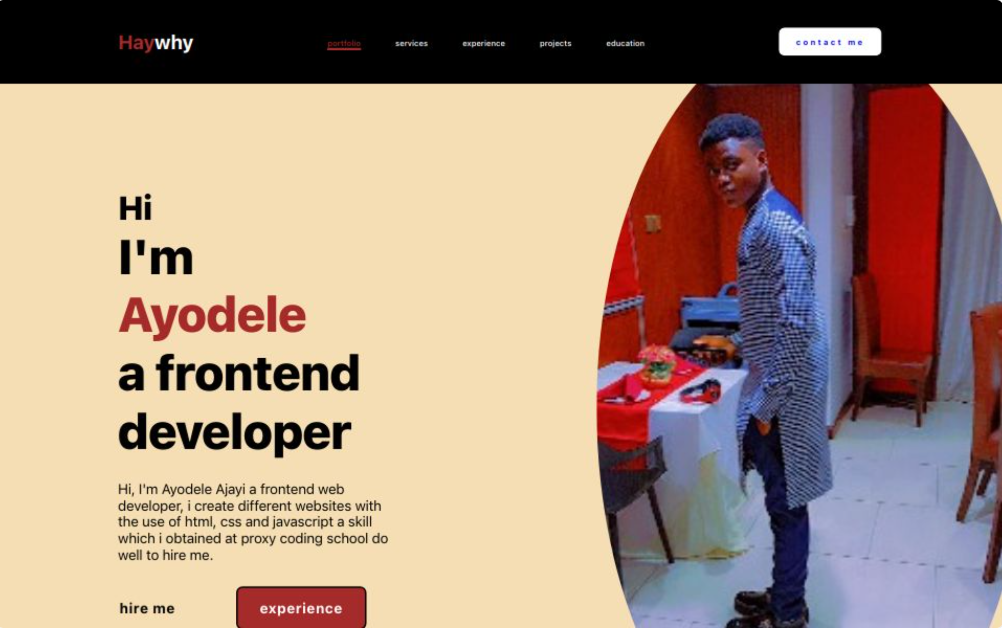 Haywhy
portfolio
services
experience
projects
education
contact me
Hi
I'm
Ayodele
a frontend
developer
Hi, I'm Ayodele Ajayi a frontend web
developer, i create different websites with
the use of html, css and javascript a skill
which i obtained at proxy coding school do
well to hire me.
hire me
experience